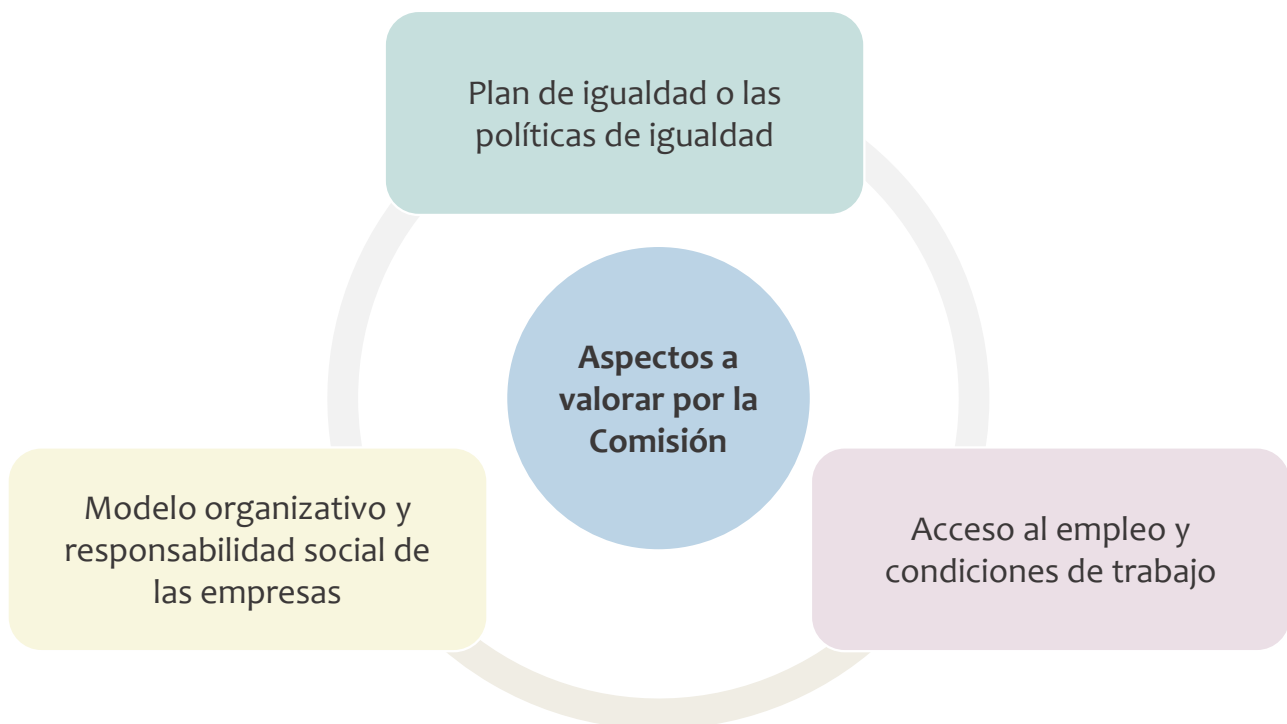 Plan de igualdad o las
políticas de igualdad
Aspectos a
valorar por la
Comisión
Modelo organizativo y
responsabilidad social de
las empresas
Acceso al empleo y
condiciones de trabajo